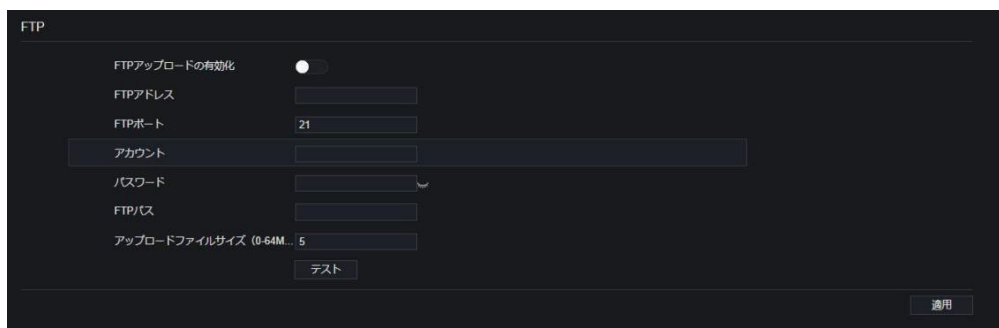 FTP
FTPアップロードの有効化
FTPアドレス
FTPポート 21
アカウント
パスワード
FTPパス
アップロードファイルサイズ（0-64M... 5
テスト
適用